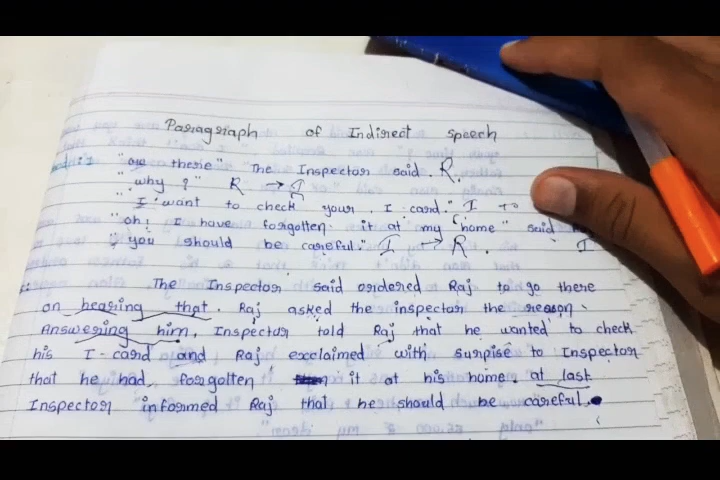 Paragraph of Indirect speech
"go there" The Inspector said. R.
"why ?" R → I
"I want to check your I card." I to
"oh! I have forgotten it at my home" said
"you should be careful." I → R. I
The Inspector said ordered Raj to go there
on hearing that. Raj asked the inspector the reason.
Answering him, Inspector told Raj that he wanted to check
his I-card and Raj exclaimed with surpise to Inspector
that he had forgotten it at his home. at last
Inspector informed Raj that he should be careful.